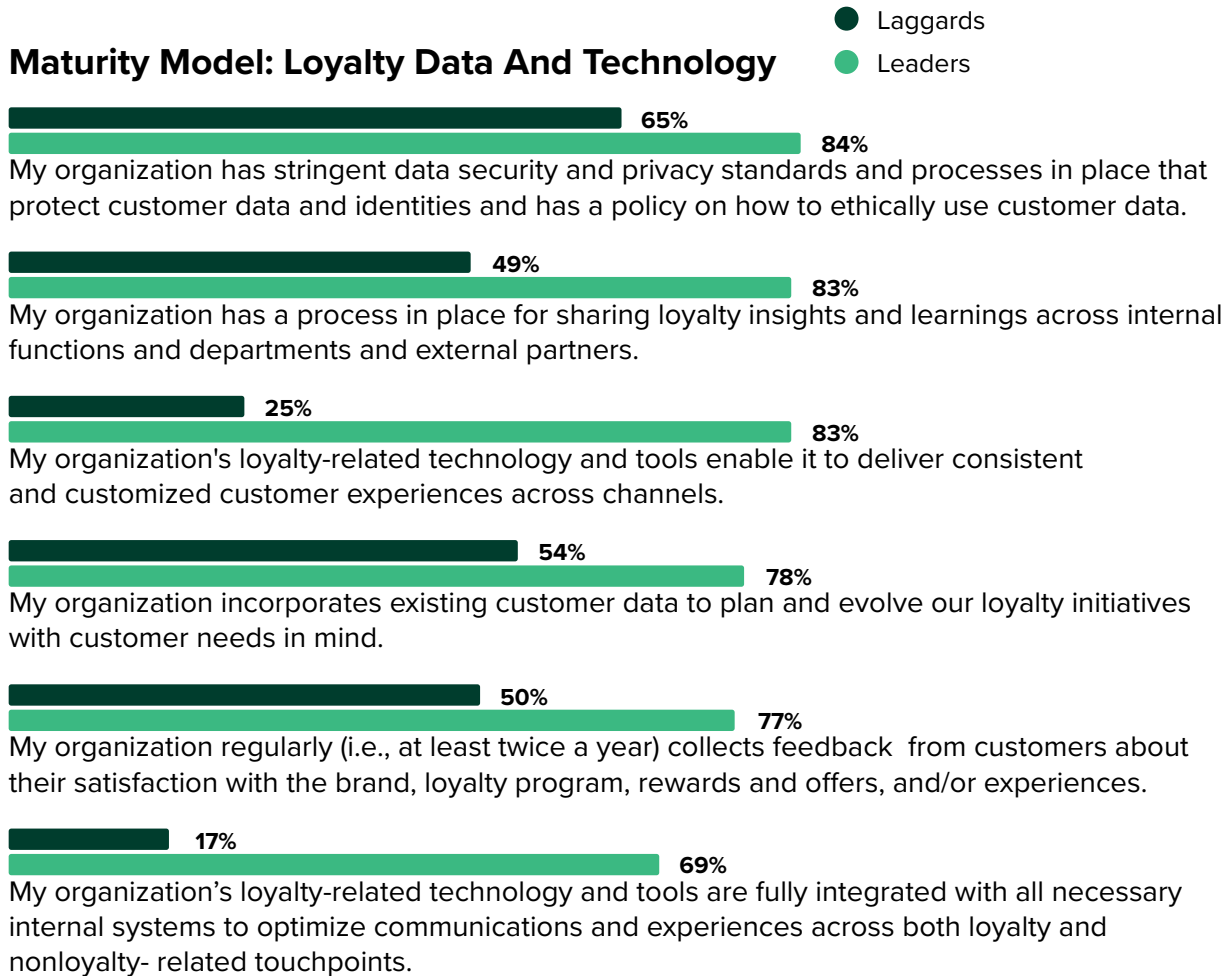 Laggards
Maturity Model: Loyalty Data And Technology
Leaders
65%
84%
My organization has stringent data security and privacy standards and processes in place that
protect customer data and identities and has a policy on how to ethically use customer data.
49%
83%
My organization has a process in place for sharing loyalty insights and learnings across internal
functions and departments and external partners.
25%
83%
My organization's loyalty-related technology and tools enable it to deliver consistent
and customized customer experiences across channels.
54%
78%
My organization incorporates existing customer data to plan and evolve our loyalty initiatives
with customer needs in mind.
50%
77%
My organization regularly (i.e., at least twice a year) collects feedback  from customers about
their satisfaction with the brand, loyalty program, rewards and offers, and/or experiences.
17%
69%
My organization’s loyalty-related technology and tools are fully integrated with all necessary
internal systems to optimize communications and experiences across both loyalty and
nonloyalty- related touchpoints.